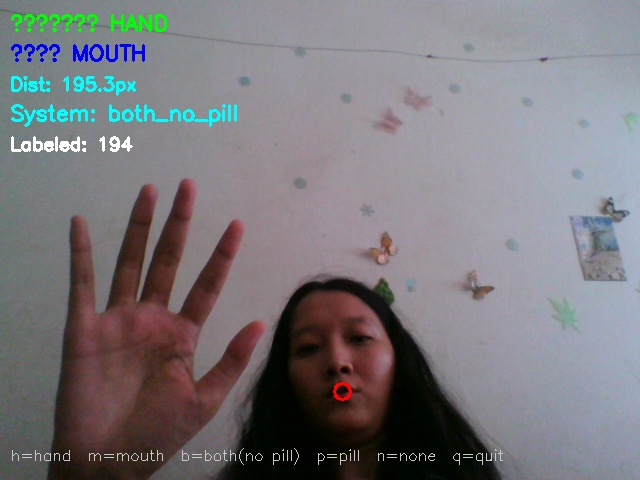 ??????? HAND
???? MOUTH
Dist: 195.3px
System: both_no_pill
Labeled: 194
h=hand m=mouth b=both(no pill) p=pill n=none q=quit